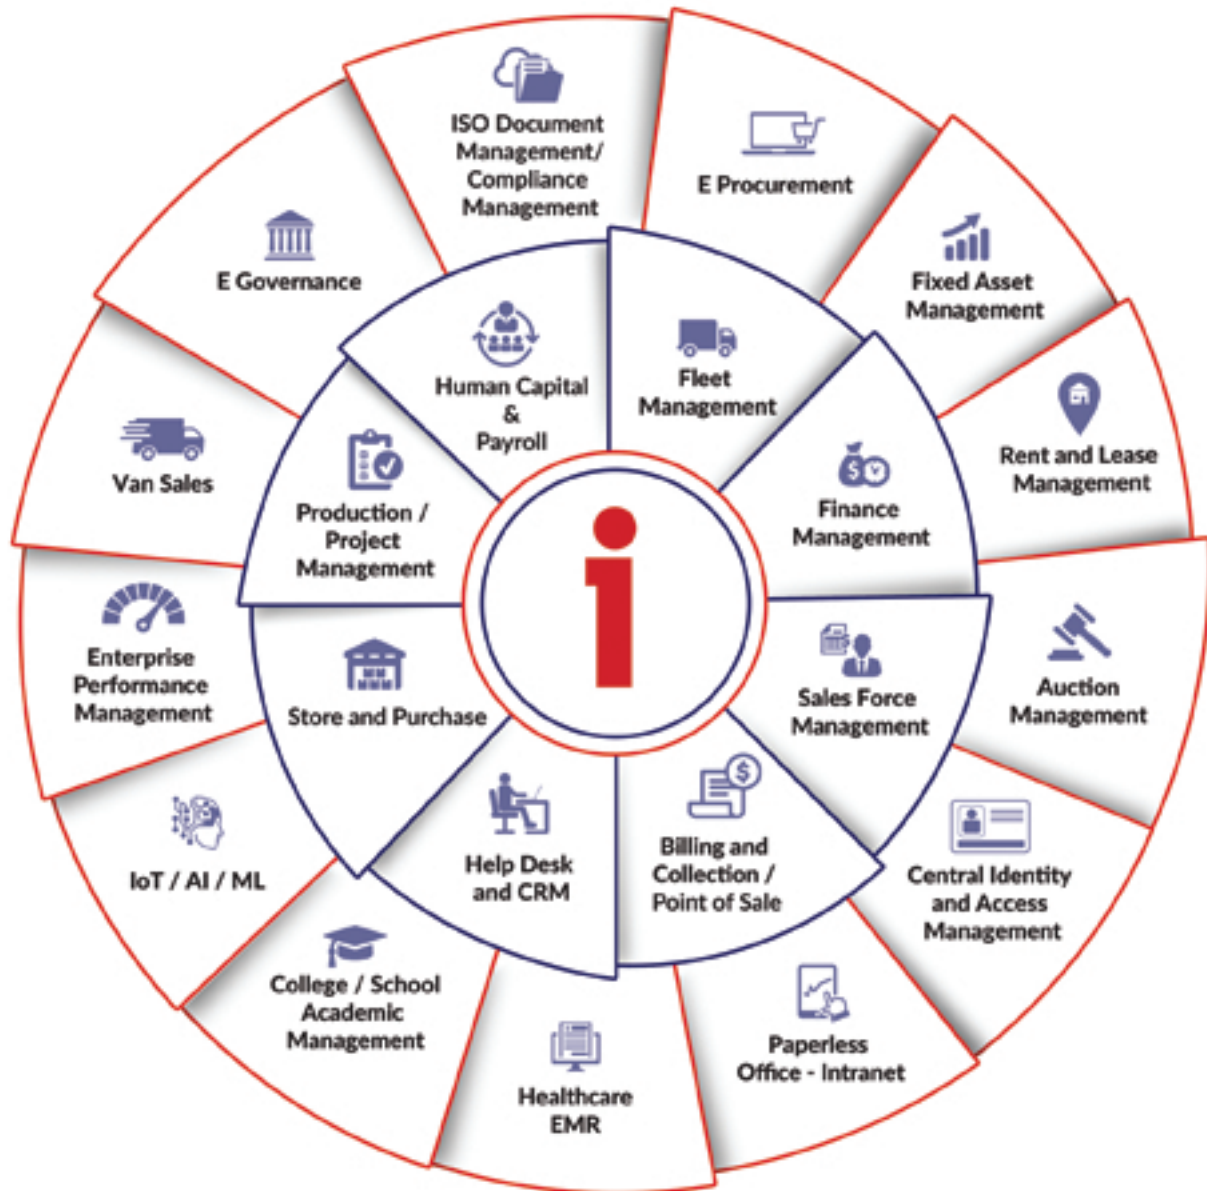 ISO Document
Management/
Compliance
Management
E Procurement
Fixed Asset
Management
Rent and Lease
Management
Auction
Management
Central Identity
and Access
Management
Paperless
Office - Intranet
Healthcare
EMR
College / School
Academic
Management
IoT / AI / ML
Enterprise
Performance
Management
Van Sales
E Governance
Human Capital
&
Payroll
Fleet
Management
Finance
Management
Sales Force
Management
Billing and
Collection /
Point of Sale
Help Desk
and CRM
Store and Purchase
Production /
Project
Management
i